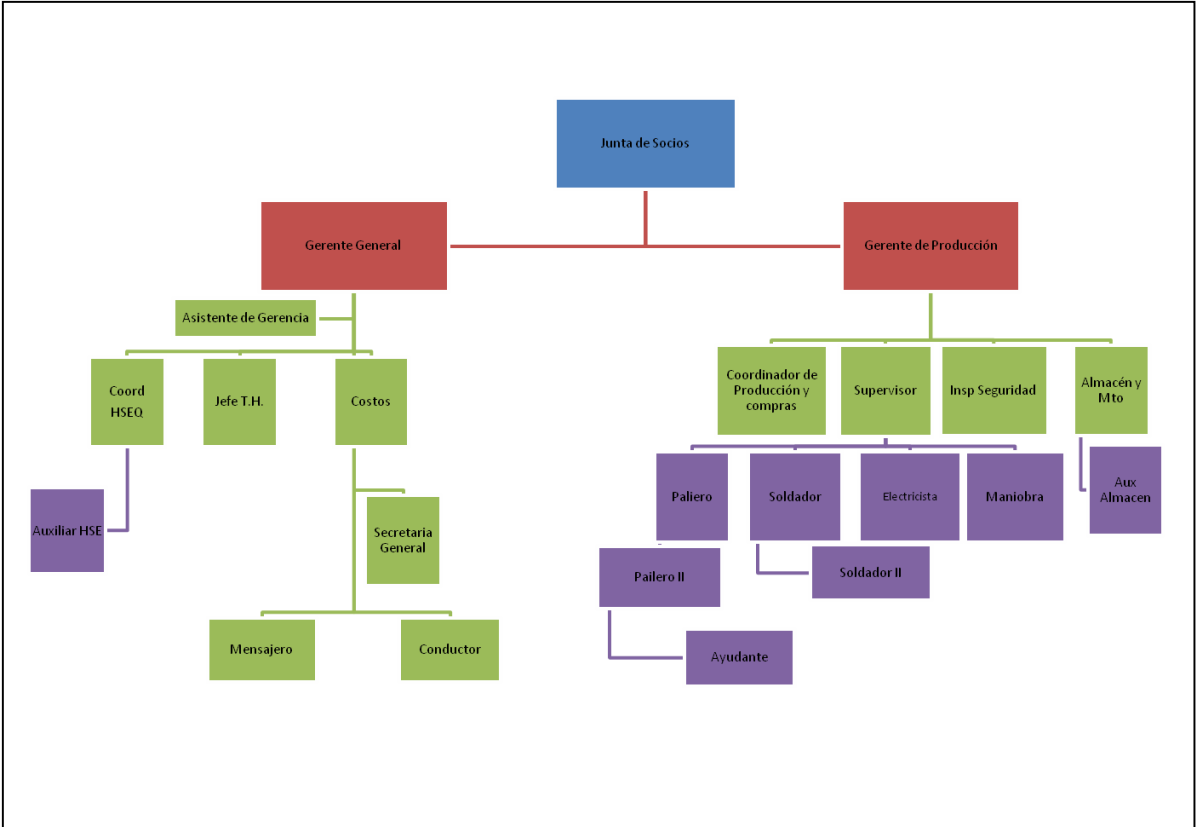 Junta de Socios
Gerente General
Gerente de Producción
Asistente de Gerencia
Coord
HSEQ
Jefe T.H.
Costos
Coordinador de
Producción y
compras
Supervisor
Insp Seguridad
Almacén y
Mto
Auxiliar HSE
Secretaria
General
Mensajero
Conductor
Paliero
Soldador
Electricista
Maniobra
Aux
Almacen
Pailero II
Soldador II
Ayudante